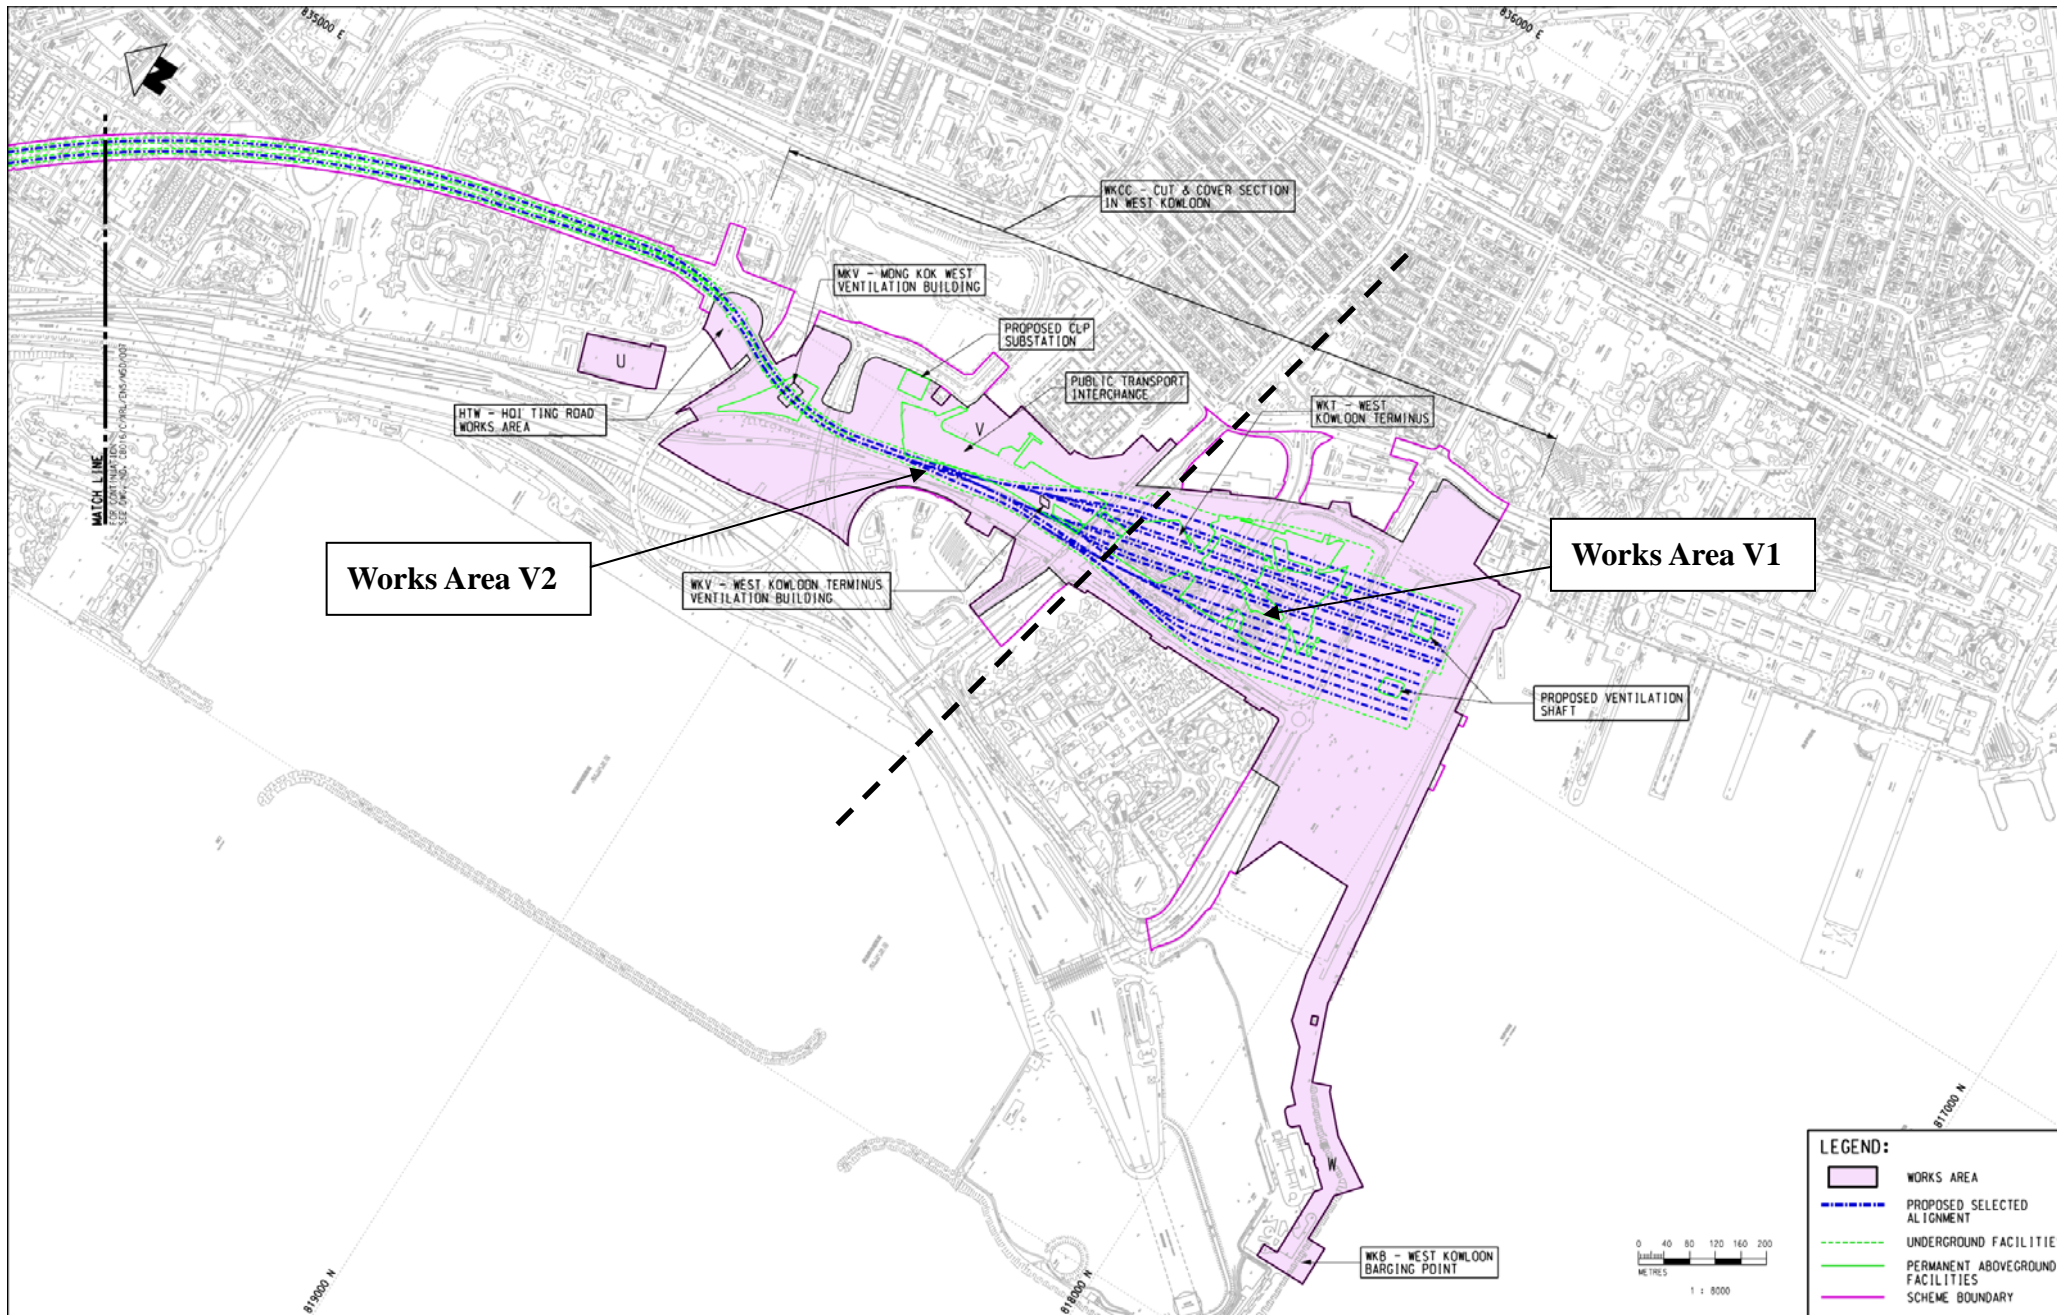 835000 E
836000 E
N
WKCC - CUT & COVER SECTION
IN WEST KOWLOON
MKV - MONG KOK WEST
VENTILATION BUILDING
PROPOSED CLP
SUBSTATION
PUBLIC TRANSPORT
INTERCHANGE
WKT - WEST
KOWLOON TERMINUS
U
HTW - HOI TING ROAD
WORKS AREA
V
MATCH LINE
FOR CONTINUATION
Works Area V2
Works Area V1
WKV - WEST KOWLOON TERMINUS
VENTILATION BUILDING
PROPOSED VENTILATION
SHAFT
W
WKB - WEST KOWLOON
BARGING POINT
819000 N
818000 N
817000 N
0 40 80 120 160 200
METRES
1 : 8000
LEGEND:
WORKS AREA
PROPOSED SELECTED
ALIGNMENT
UNDERGROUND FACILITIE
PERMANENT ABOVEGROUND
FACILITIES
SCHEME BOUNDARY